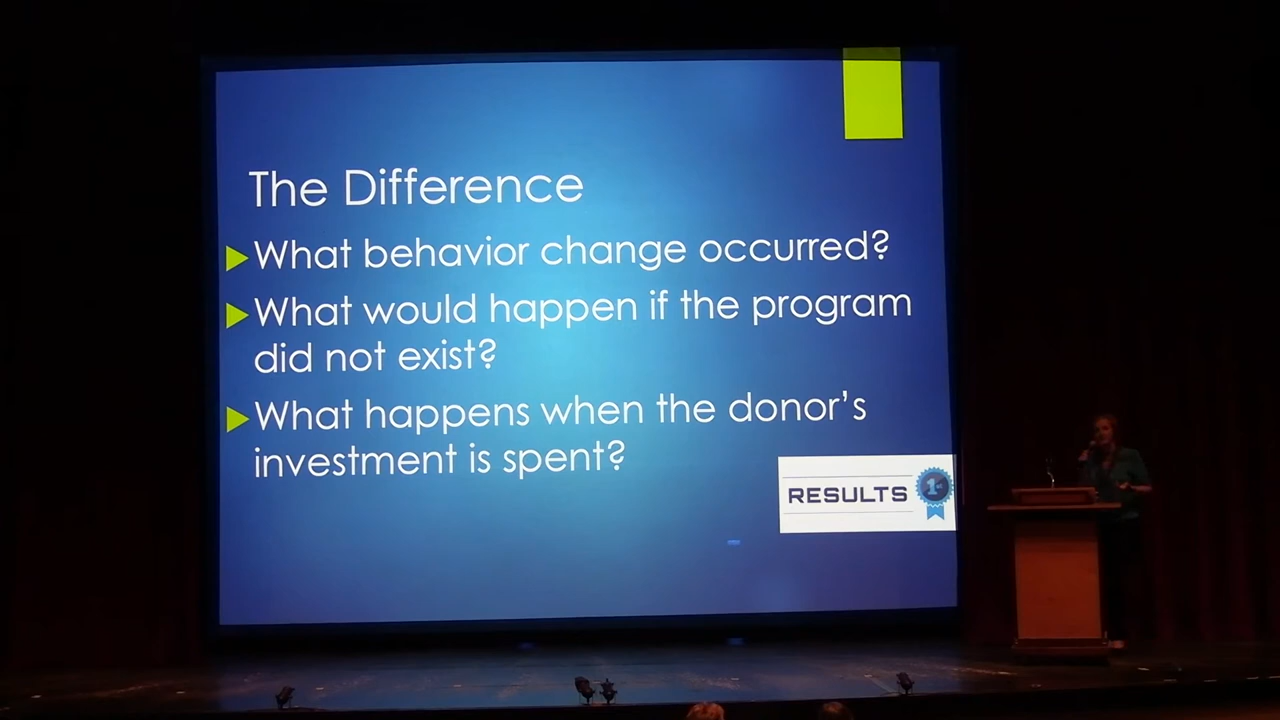 The Difference
What behavior change occurred?
What would happen if the program
did not exist?
What happens when the donor's
investment is spent?
RESULTS 1st